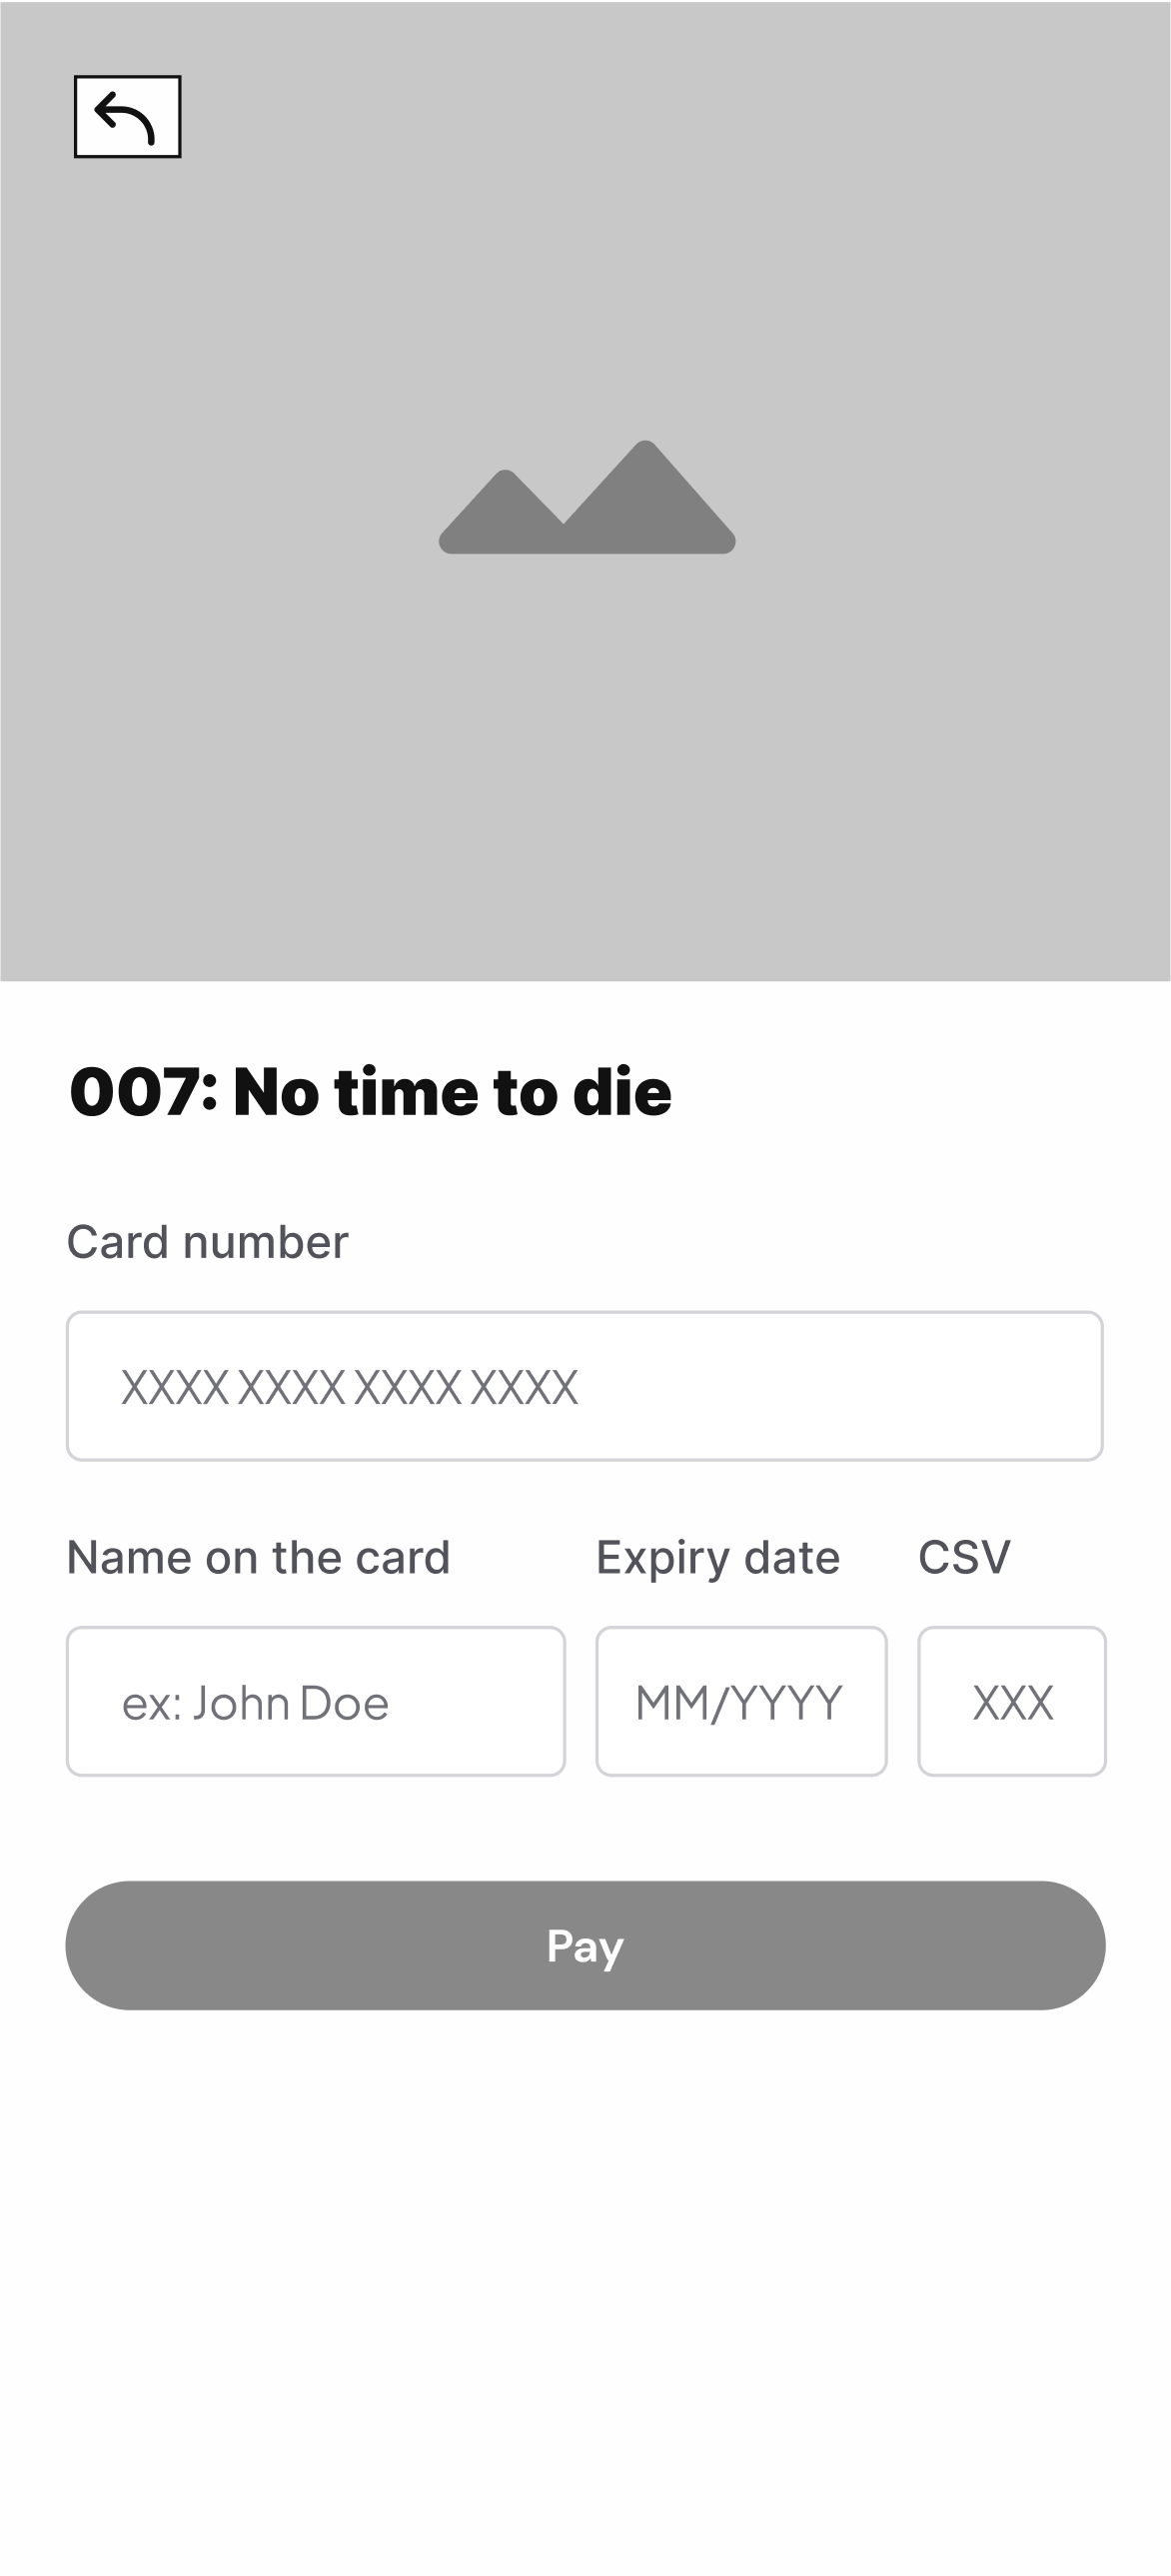 007: No time to die
Card number
XXXX XXXX XXXX XXXX
Name on the card Expiry date CSV
ex: John Doe MM/YYYY XXX
Pay